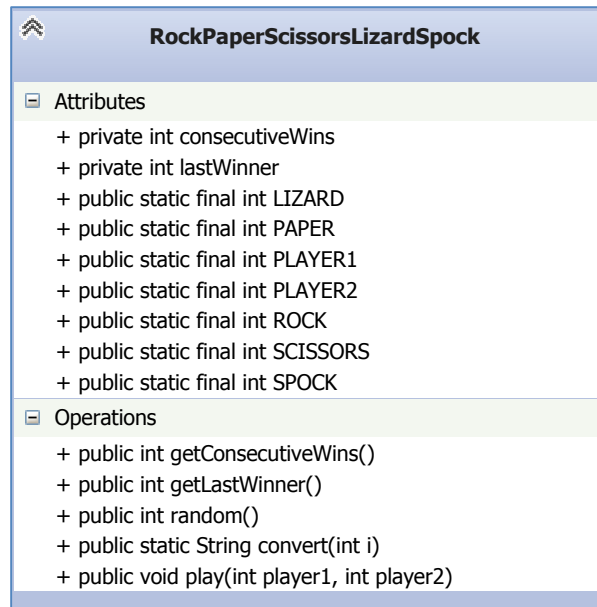 RockPaperScissorsLizardSpock
Attributes
+ private int consecutiveWins
+ private int lastWinner
+ public static final int LIZARD
+ public static final int PAPER
+ public static final int PLAYER1
+ public static final int PLAYER2
+ public static final int ROCK
+ public static final int SCISSORS
+ public static final int SPOCK
Operations
+ public int getConsecutiveWins()
+ public int getLastWinner()
+ public int random()
+ public static String convert(int i)
+ public void play(int player1, int player2)